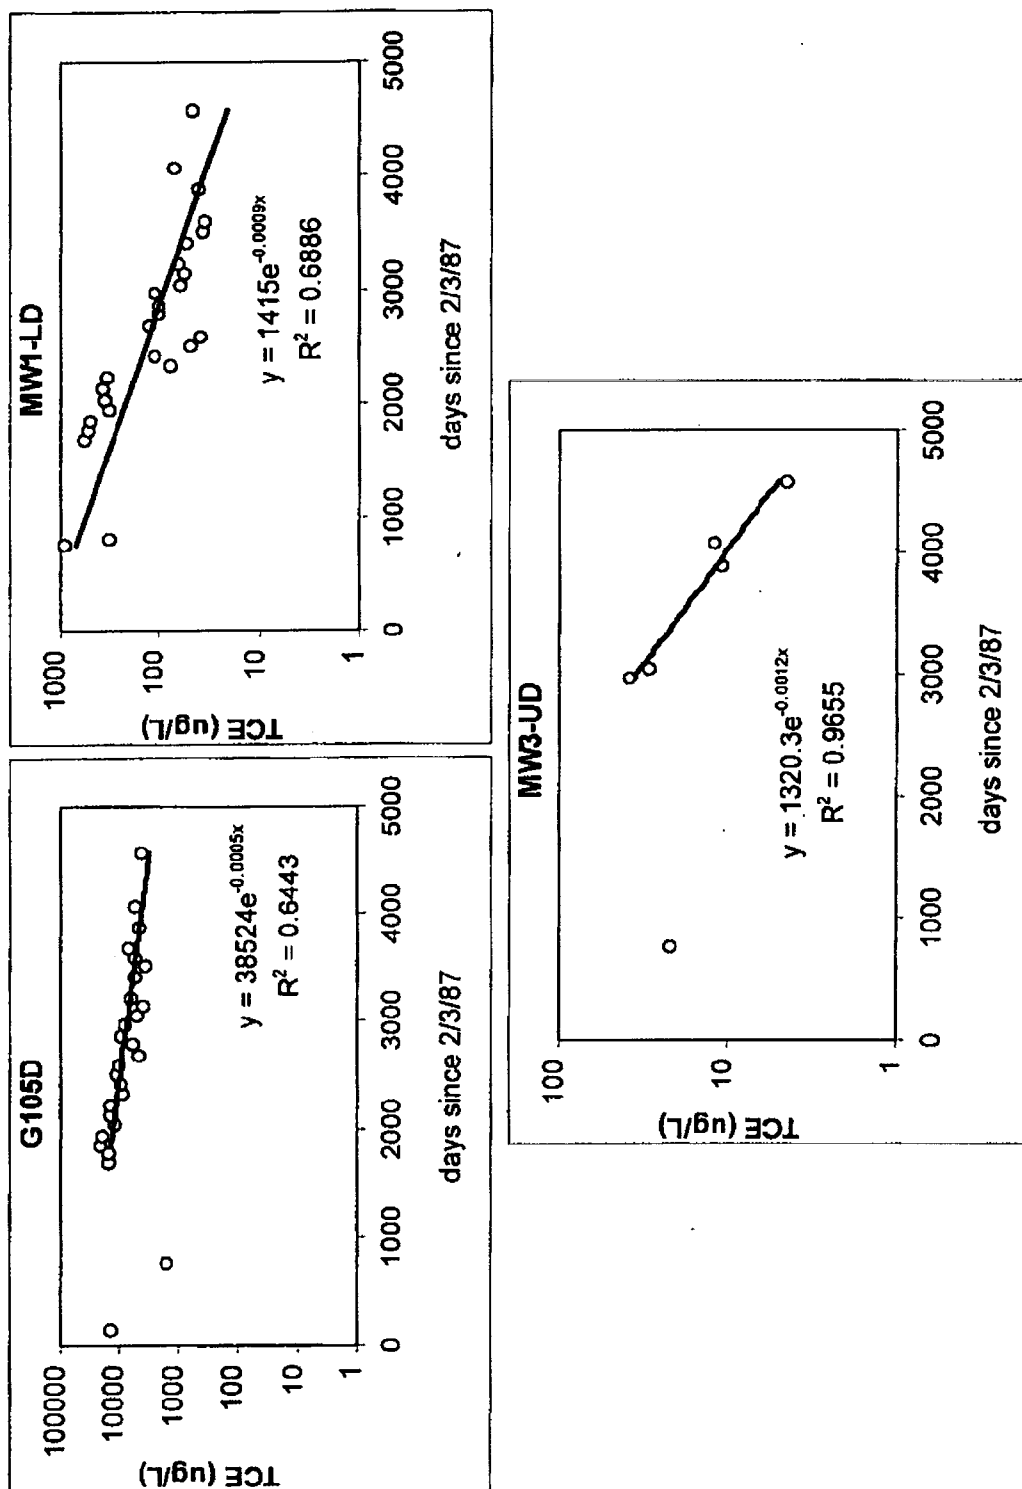 G105D
TCE (ug/L)
100000
10000
1000
100
10
1
y = 38524e^-0.0005x
R² = 0.6443
0 1000 2000 3000 4000 5000
days since 2/3/87
MW1-LD
TCE (ug/L)
1000
100
10
1
y = 1415e^-0.0009x
R² = 0.6886
0 1000 2000 3000 4000 5000
days since 2/3/87
MW3-UD
TCE (ug/L)
100
10
1
y = 1320.3e^-0.0012x
R² = 0.9655
0 1000 2000 3000 4000 5000
days since 2/3/87